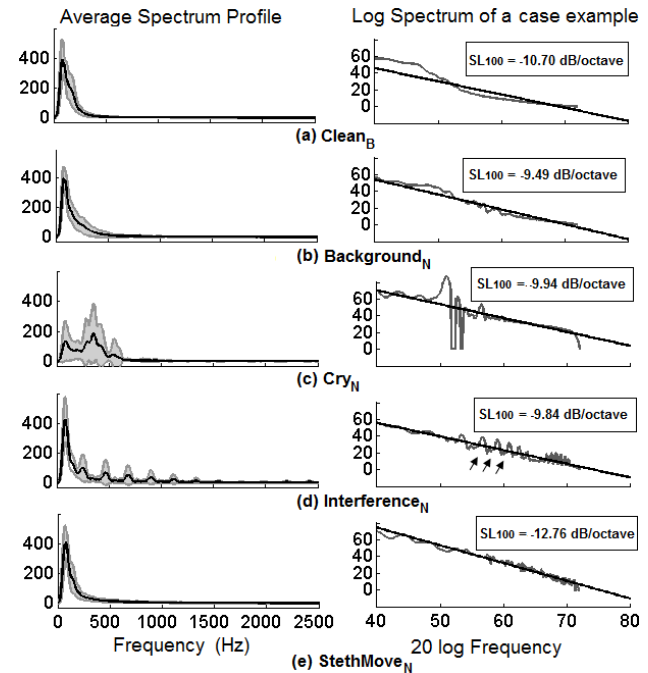 Average Spectrum Profile
Log Spectrum of a case example
400
200
0
60
40
20
0
SL100 = -10.70 dB/octave
(a) CleanB
400
200
0
60
40
20
0
SL100 = -9.49 dB/octave
(b) BackgroundN
400
200
0
60
40
20
0
SL100 = -9.94 dB/octave
(c) CryN
400
200
0
60
40
20
0
SL100 = -9.84 dB/octave
(d) InterferenceN
400
200
0
60
40
20
0
SL100 = -12.76 dB/octave
0 500 1000 1500 2000 2500
40 50 60 70 80
Frequency (Hz)
20 log Frequency
(e) StethMoveN